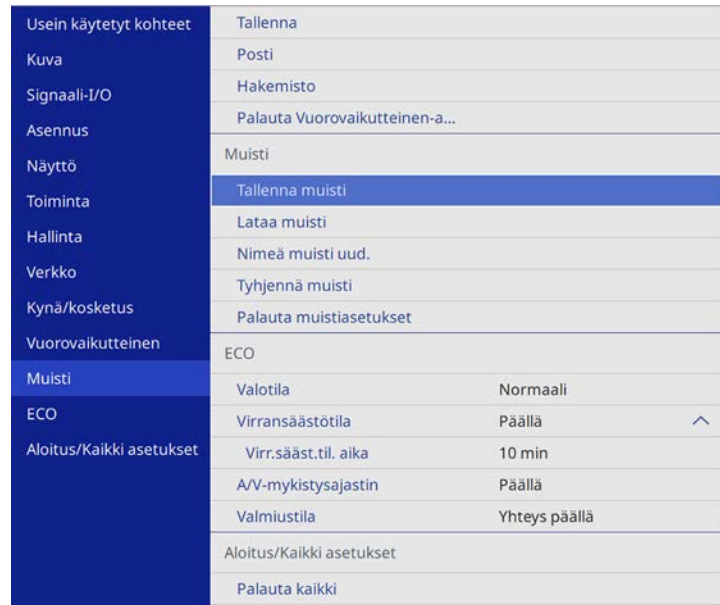 Usein käytetyt kohteet
Kuva
Signaali-I/O
Asennus
Näyttö
Toiminta
Hallinta
Verkko
Kynä/kosketus
Vuorovaikutteinen
Muisti
ECO
Aloitus/Kaikki asetukset
Tallenna
Posti
Hakemisto
Palauta Vuorovaikutteinen-a...
Muisti
Tallenna muisti
Lataa muisti
Nimeä muisti uud.
Tyhjennä muisti
Palauta muistiasetukset
ECO
Valotila Normaali
Virransäästötila Päällä
Virr.sääst.til. aika 10 min
A/V-mykistysajastin Päällä
Valmiustila Yhteys päällä
Aloitus/Kaikki asetukset
Palauta kaikki